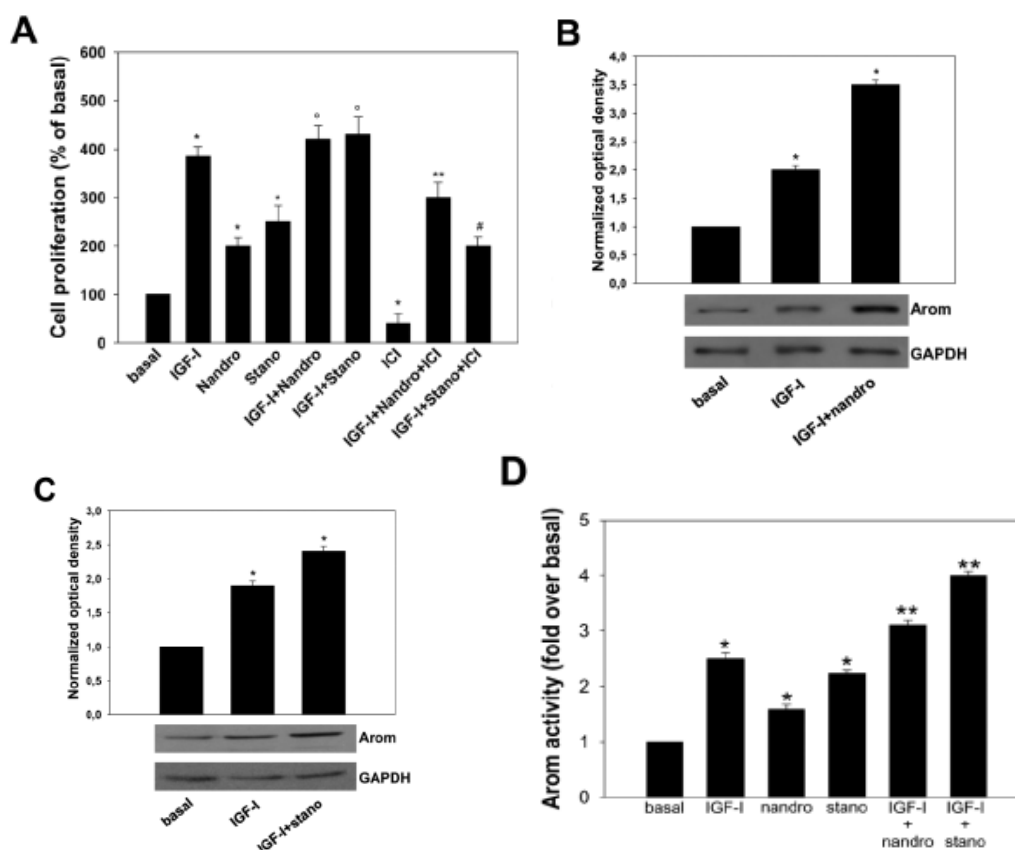 A
Cell proliferation (% of basal)
600
500
400
300
200
100
0
*
*
*
°
°
*
**
#
basal
IGF-I
Nandro
Stano
IGF-I+Nandro
IGF-I+Stano
ICI
IGF-I+Nandro+ICI
IGF-I+Stano+ICI
B
Normalized optical density
4,0
3,5
3,0
2,5
2,0
1,5
1,0
0,5
0,0
*
*
Arom
GAPDH
basal
IGF-I
IGF-I+nandro
C
Normalized optical density
3,0
2,5
2,0
1,5
1,0
0,5
0,0
*
*
Arom
GAPDH
basal
IGF-I
IGF-I+stano
D
Arom activity (fold over basal)
5
4
3
2
1
0
*
*
*
**
**
basal
IGF-I
nandro
stano
IGF-I
+
nandro
IGF-I
+
stano